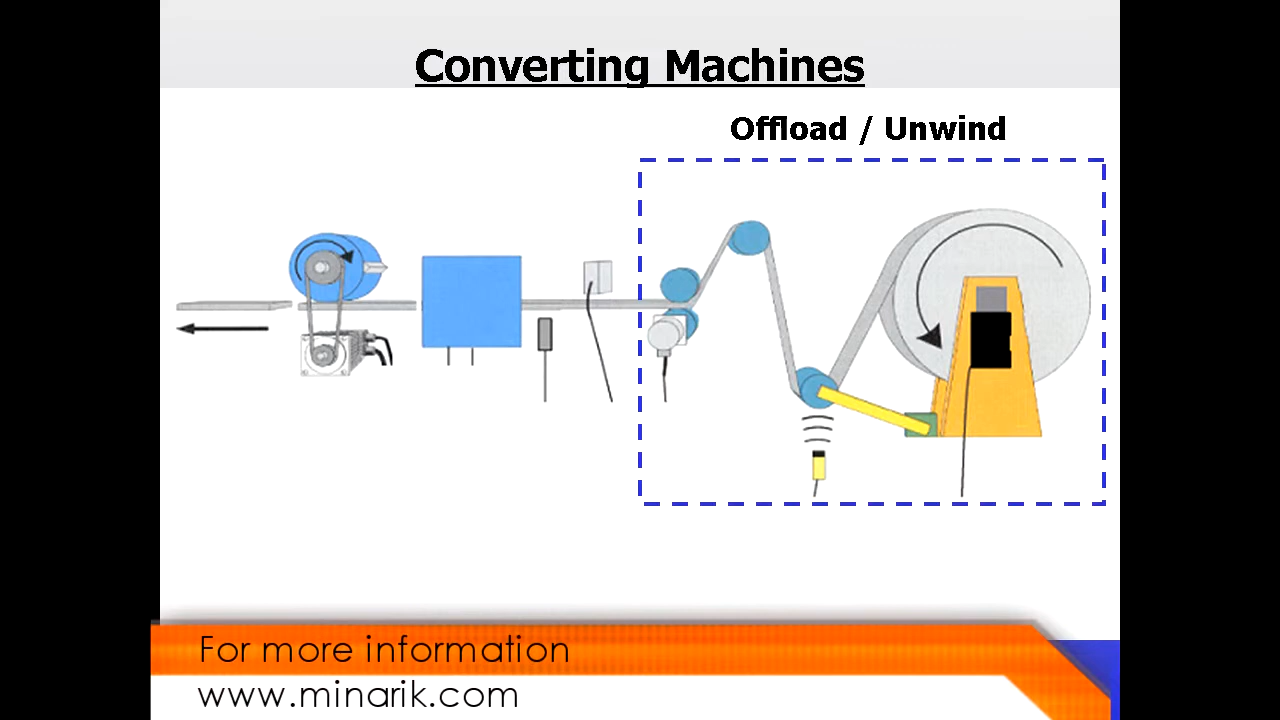 Converting Machines
Offload / Unwind
For more information
www.minarik.com